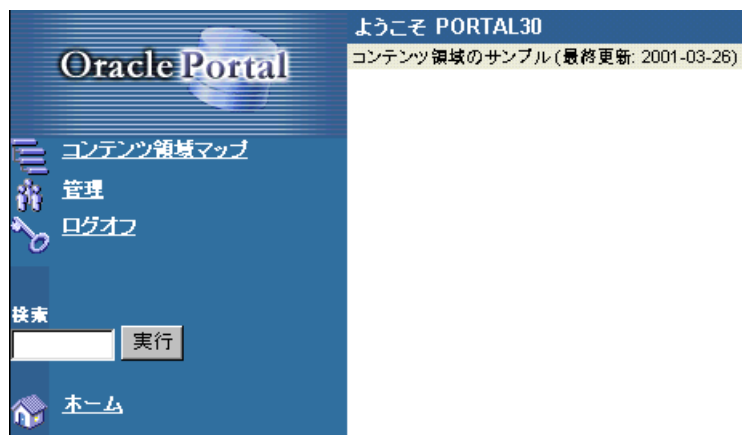 Oracle Portal
コンテンツ領域マップ
管理
ログオフ
検索
実行
ホーム
ようこそ PORTAL30
コンテンツ領域のサンプル (最終更新: 2001-03-26)